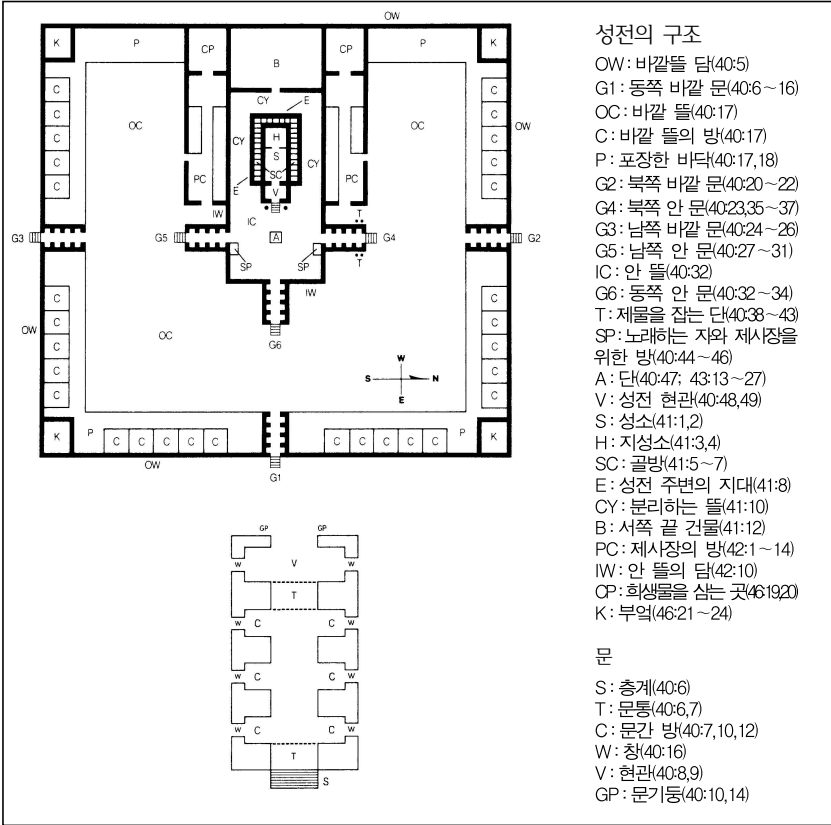 OW
K
P
CP
B
CP
P
K
C
C
C
C
C
OC
CY
E
CY
H
S
SC
V
E
CY
PC
PC
OC
C
C
C
C
C
OW
IW
IC
T
G3
G5
A
G4
G2
SP
SP
T
IW
G6
OW
C
C
C
C
C
OC
C
C
C
C
C
W
S N
E
K
P
C C C C C
C C C C C
P
K
OW
G1
GP GP
W V W
T
W C C W
W C C W
W C C W
T
S
성전의 구조
OW : 바깥뜰 담(40:5)
G1 : 동쪽 바깥 문(40:6~16)
OC : 바깥 뜰(40:17)
C : 바깥 뜰의 방(40:17)
P : 포장한 바닥(40:17,18)
G2 : 북쪽 바깥 문(40:20~22)
G4 : 북쪽 안 문(40:23,35~37)
G3 : 남쪽 바깥 문(40:24~26)
G5 : 남쪽 안 문(40:27~31)
IC : 안 뜰(40:32)
G6 : 동쪽 안 문(40:32~34)
T : 제물을 잡는 단(40:38~43)
SP : 노래하는 자와 제사장을
위한 방(40:44~46)
A : 단(40:47; 43:13~27)
V : 성전 현관(40:48,49)
S : 성소(41:1,2)
H : 지성소(41:3,4)
SC : 골방(41:5~7)
E : 성전 주변의 지대(41:8)
CY : 분리하는 뜰(41:10)
B : 서쪽 끝 건물(41:12)
PC : 제사장의 방(42:1~14)
IW : 안 뜰의 담(42:10)
CP : 희생물을 삼는 곳(46:19,20)
K : 부엌(46:21~24)
문
S : 층계(40:6)
T : 문통(40:6,7)
C : 문간 방(40:7,10,12)
W : 창(40:16)
V : 현관(40:8,9)
GP : 문기둥(40:10,14)